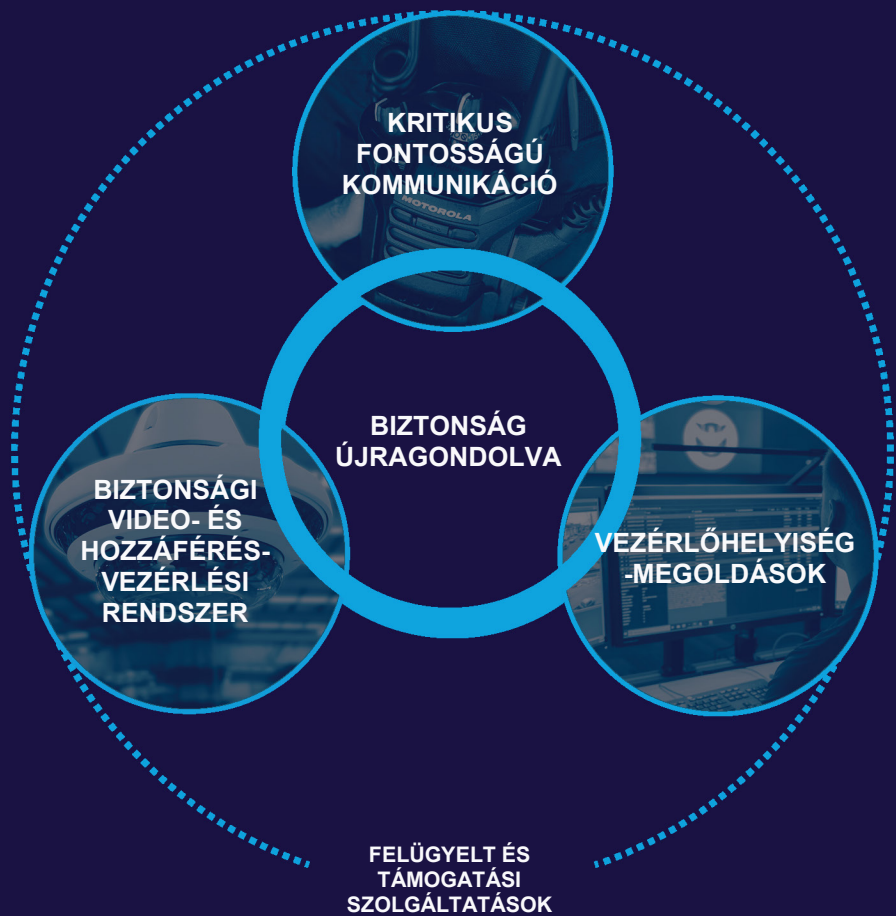 KRITIKUS
FONTOSSÁGÚ
KOMMUNIKÁCIÓ
MOTOROLA
BIZTONSÁG
ÚJRAGONDOLVA
BIZTONSÁGI
VIDEO- ÉS
HOZZÁFÉRÉS-
VEZÉRLÉSI
RENDSZER
VEZÉRLŐHELYISÉG
-MEGOLDÁSOK
FELÜGYELT ÉS
TÁMOGATÁSI
SZOLGÁLTATÁSOK